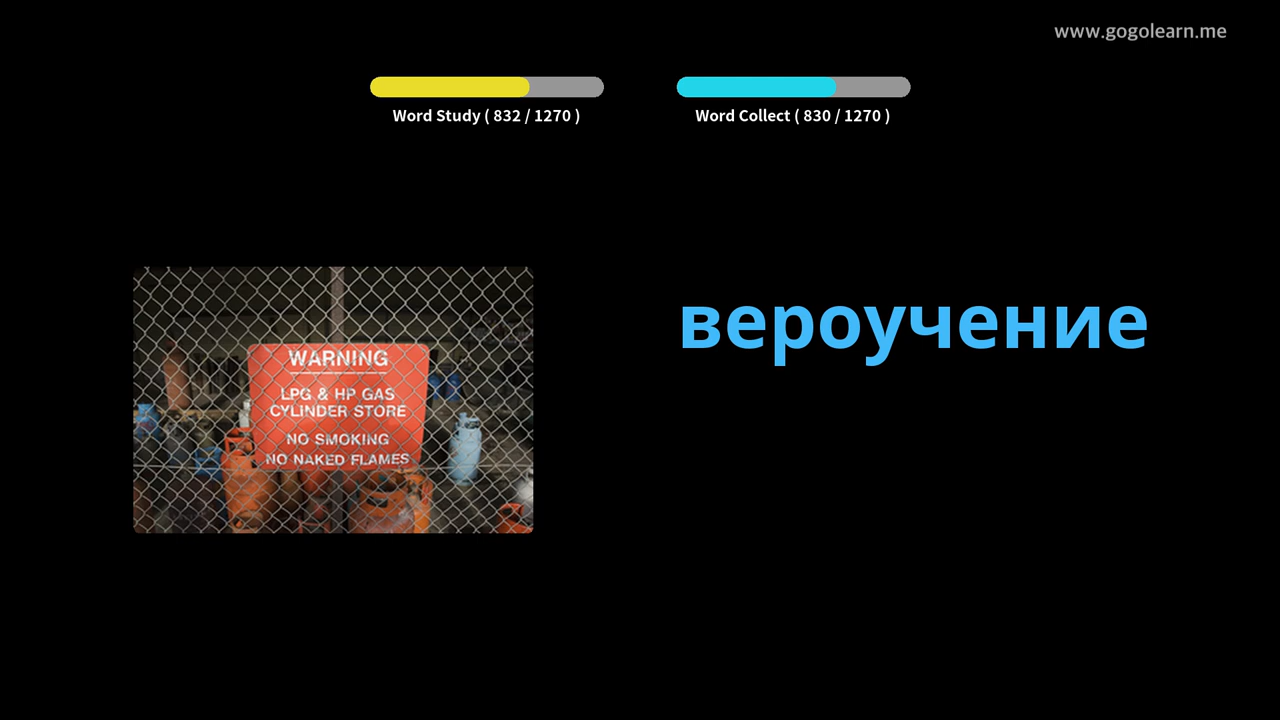 www.gogolearn.me
Word Study ( 832 / 1270 )
Word Collect ( 830 / 1270 )
WARNING
LPG & HP GAS
CYLINDER STORE
NO SMOKING
NO NAKED FLAMES
вероучение